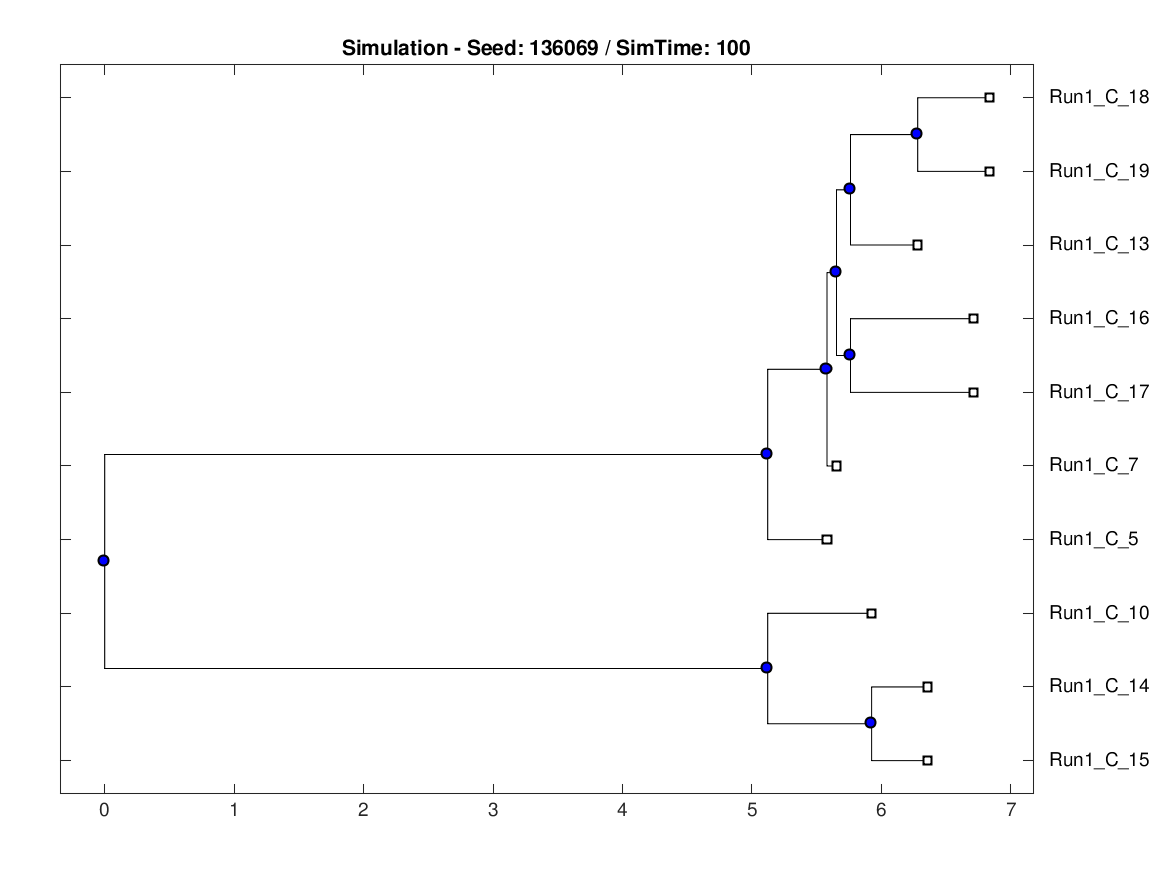 Simulation - Seed: 136069 / SimTime: 100
Run1_C_18
Run1_C_19
Run1_C_13
Run1_C_16
Run1_C_17
Run1_C_7
Run1_C_5
Run1_C_10
Run1_C_14
Run1_C_15
0 1 2 3 4 5 6 7